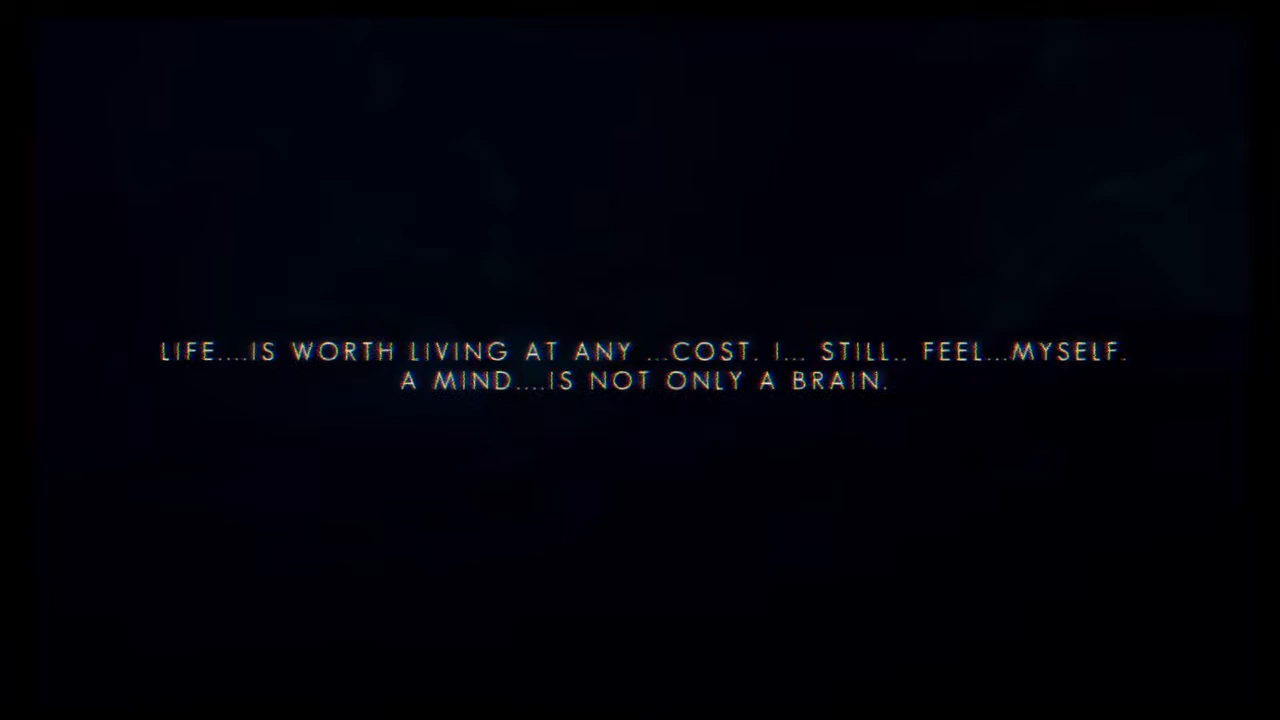 LIFE....IS WORTH LIVING AT ANY ...COST. I... STILL.. FEEL...MYSELF.
A MIND....IS NOT ONLY A BRAIN.